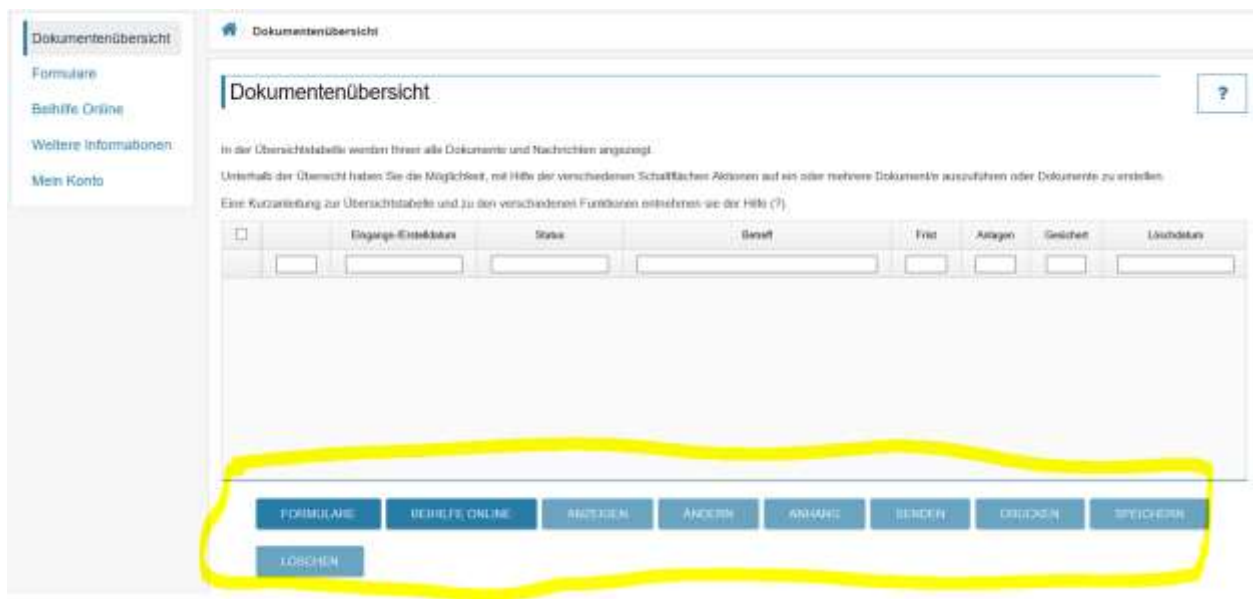 Dokumentenübersicht
Formulare
Beihilfe Online
Weitere Informationen
Mein Konto
Dokumentenübersicht
Dokumentenübersicht
?
In der Übersichtstabelle werden Ihnen alle Dokumente und Nachrichten angezeigt.
Unterhalb der Übersicht haben Sie die Möglichkeit, mit Hilfe der verschiedenen Schaltflächen Aktionen auf ein oder mehrere Dokument/e auszuführen oder Dokumente zu erstellen.
Eine Kurzanleitung zur Übersichtstabelle und zu den verschiedenen Funktionen entnehmen sie der Hilfe (?).
Eingangs-/Erstelldatum Status Betreff Frist Anlagen Gesichert Löschdatum
FORMULARE BEIHILFE ONLINE ANZEIGEN ÄNDERN ANHANG SENDEN DRUCKEN SPEICHERN
LÖSCHEN